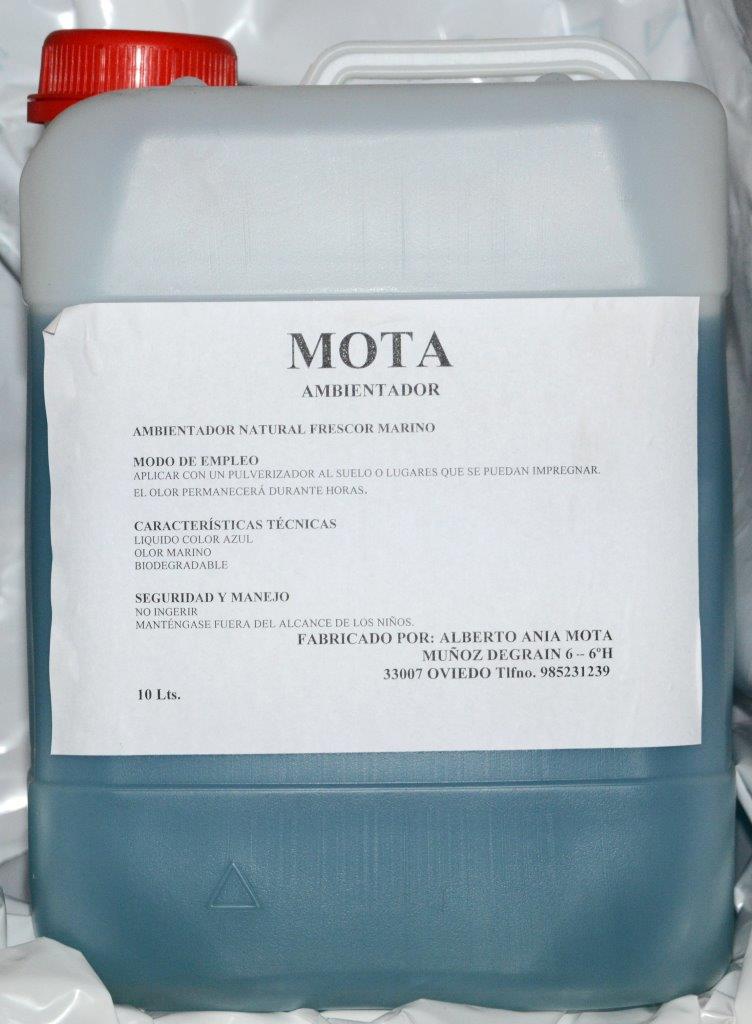 MOTA
AMBIENTADOR
AMBIENTADOR NATURAL FRESCOR MARINO
MODO DE EMPLEO
APLICAR CON UN PULVERIZADOR AL SUELO O LUGARES QUE SE PUEDAN IMPREGNAR.
EL OLOR PERMANECERÁ DURANTE HORAS.
CARACTERÍSTICAS TÉCNICAS
LIQUIDO COLOR AZUL
OLOR MARINO
BIODEGRADABLE
SEGURIDAD Y MANEJO
NO INGERIR
MANTÉNGASE FUERA DEL ALCANCE DE LOS NIÑOS.
FABRICADO POR: ALBERTO ANIA MOTA
MUÑOZ DEGRAIN 6 – 6ºH
33007 OVIEDO Tlfno. 985231239
10 Lts.